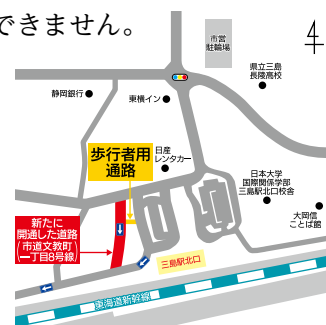 できません。
市営
駐輪場
県立三島
長陵高校
静岡銀行
東横イン
歩行者用
通路
日産
レンタカー
日本大学
国際関係学部
三島駅北口校舎
大岡信
ことば館
新たに
開通した道路
(市道文教町
一丁目8号線)
三島駅北口
東海道新幹線